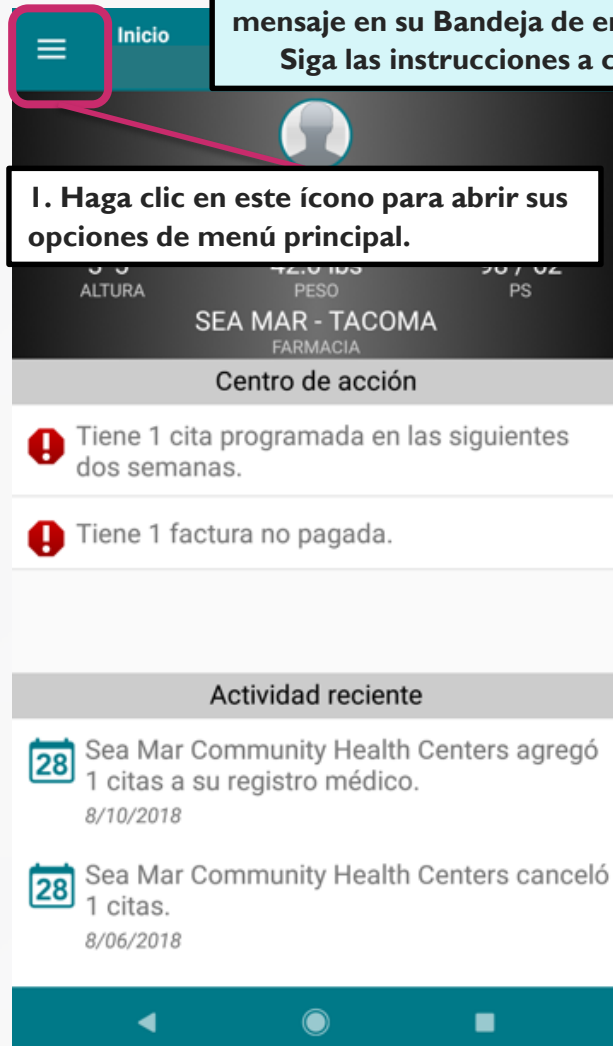 mensaje en su Bandeja de
Siga las instrucciones a
Inicio
1. Haga clic en este ícono para abrir sus
opciones de menú principal.
ALTURA PESO PS
SEA MAR - TACOMA
FARMACIA
Centro de acción
Tiene 1 cita programada en las siguientes
dos semanas.
Tiene 1 factura no pagada.
Actividad reciente
28 Sea Mar Community Health Centers agregó
1 citas a su registro médico.
8/10/2018
28 Sea Mar Community Health Centers canceló
1 citas.
8/06/2018